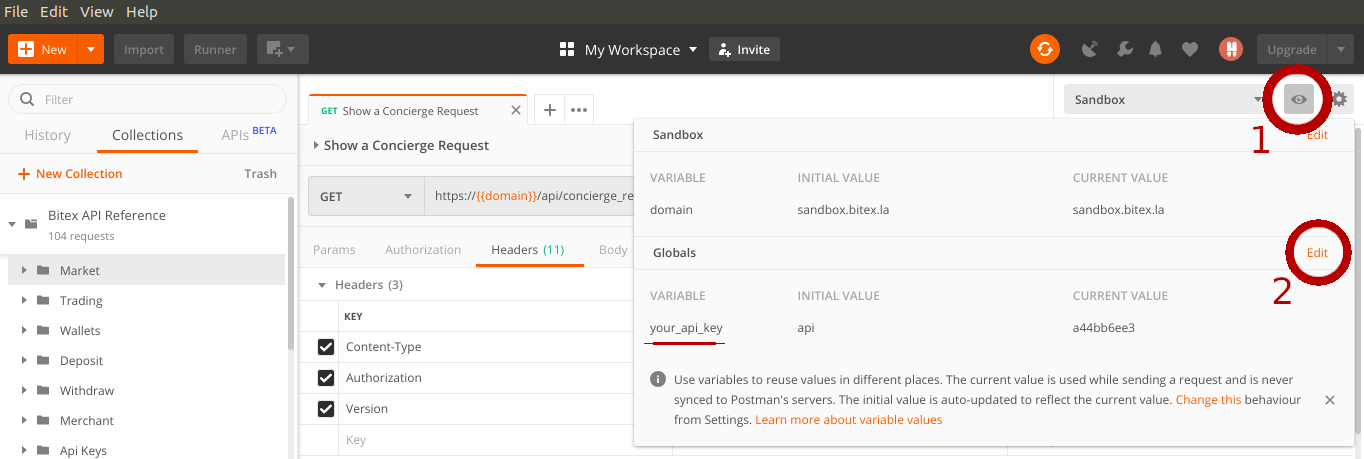 File Edit View Help
New Import Runner My Workspace Invite Upgrade
Filter
History Collections APIs BETA
New Collection Trash
Bitex API Reference
104 requests
Market
Trading
Wallets
Deposit
Withdraw
Merchant
Api Keys
GET Show a Concierge Request
Show a Concierge Request
GET https://{{domain}}/api/concierge_re
Params Authorization Headers (11) Body
Headers (3)
KEY
Content-Type
Authorization
Version
Key
Sandbox
1
Sandbox Edit
VARIABLE INITIAL VALUE CURRENT VALUE
domain sandbox.bitex.la sandbox.bitex.la
Globals Edit
2
VARIABLE INITIAL VALUE CURRENT VALUE
your_api_key api a44bb6ee3
Use variables to reuse values in different places. The current value is used while sending a request and is never
synced to Postman's servers. The initial value is auto-updated to reflect the current value. Change this behaviour
from Settings. Learn more about variable values